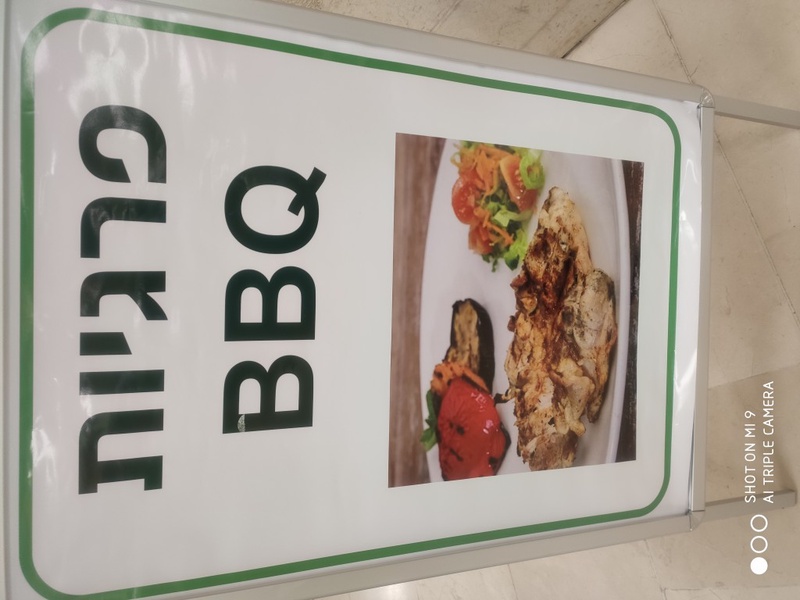 פרגיות
BBQ
SHOT ON MI 9
AI TRIPLE CAMERA